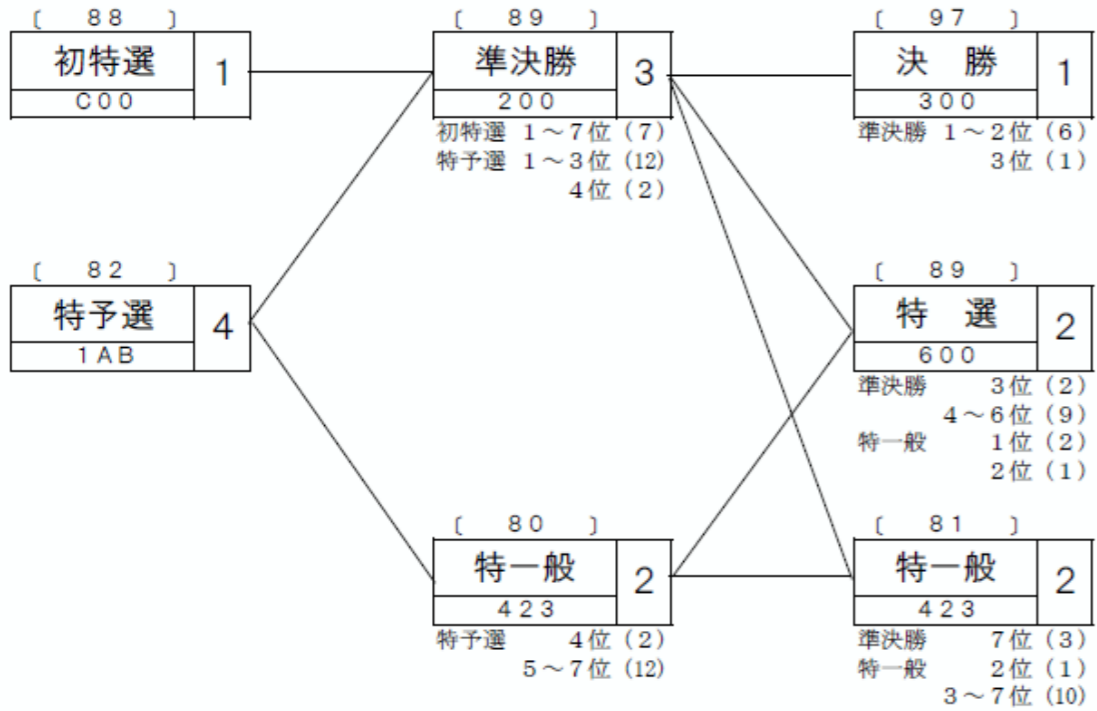 〔　８８　〕
初特選　1
Ｃ００
〔　８９　〕
準決勝　3
２００
初特選 １～７位（７）
特予選 １～３位（12）
４位（２）
〔　９７　〕
決　勝　1
３００
準決勝 １～２位（６）
３位（１）
〔　８２　〕
特予選　4
１ＡＢ
〔　８９　〕
特　選　2
６００
準決勝　３位（２）
４～６位（９）
特一般　１位（２）
２位（１）
〔　８０　〕
特一般　2
４２３
特予選　４位（２）
５～７位（12）
〔　８１　〕
特一般　2
４２３
準決勝　７位（３）
特一般　２位（１）
３～７位（10）